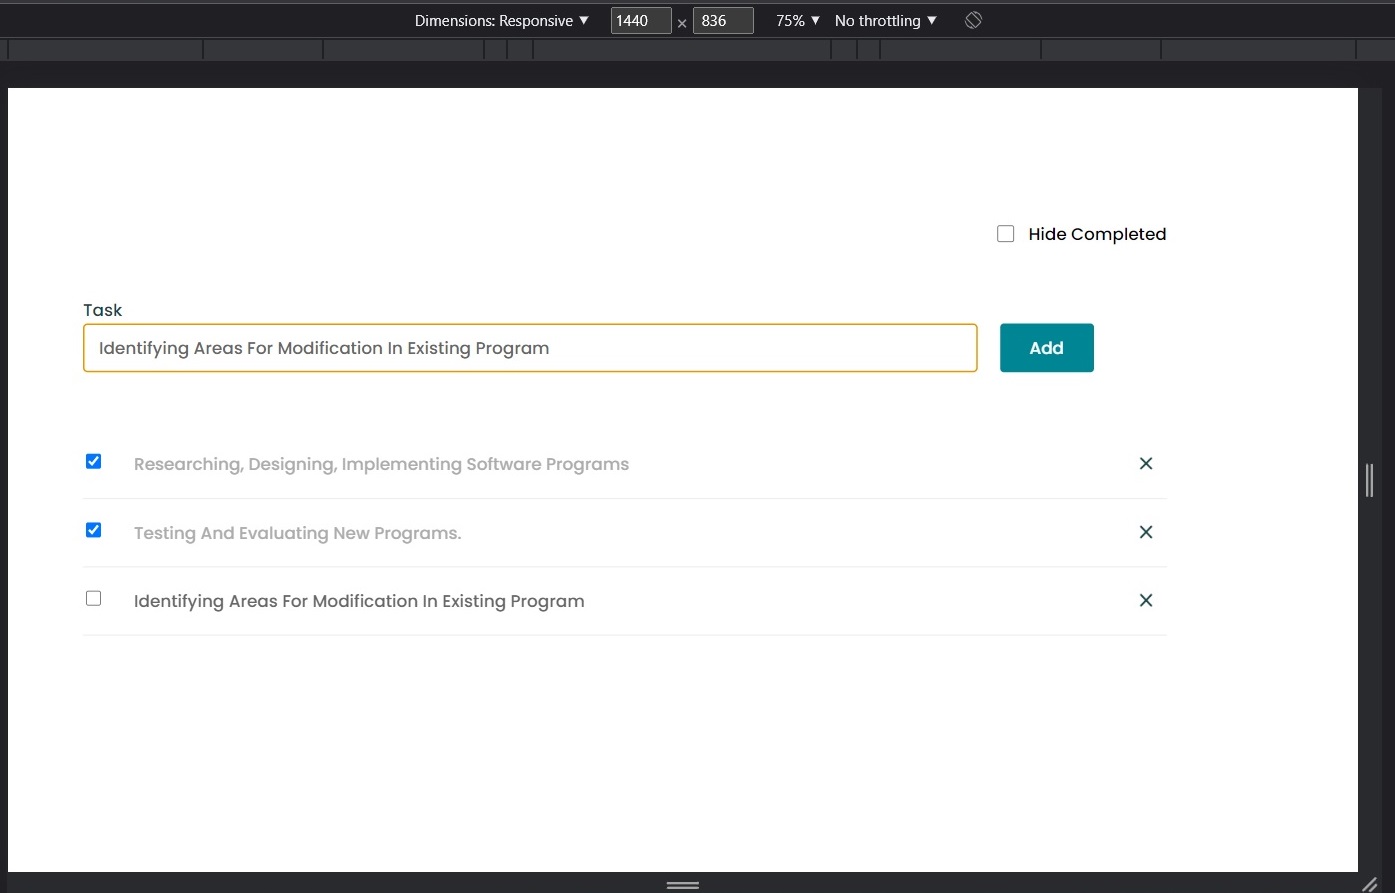 Dimensions: Responsive ▼ 1440 × 836 75% ▼ No throttling ▼
Hide Completed
Task
Identifying Areas For Modification In Existing Program Add
Researching, Designing, Implementing Software Programs
Testing And Evaluating New Programs.
Identifying Areas For Modification In Existing Program